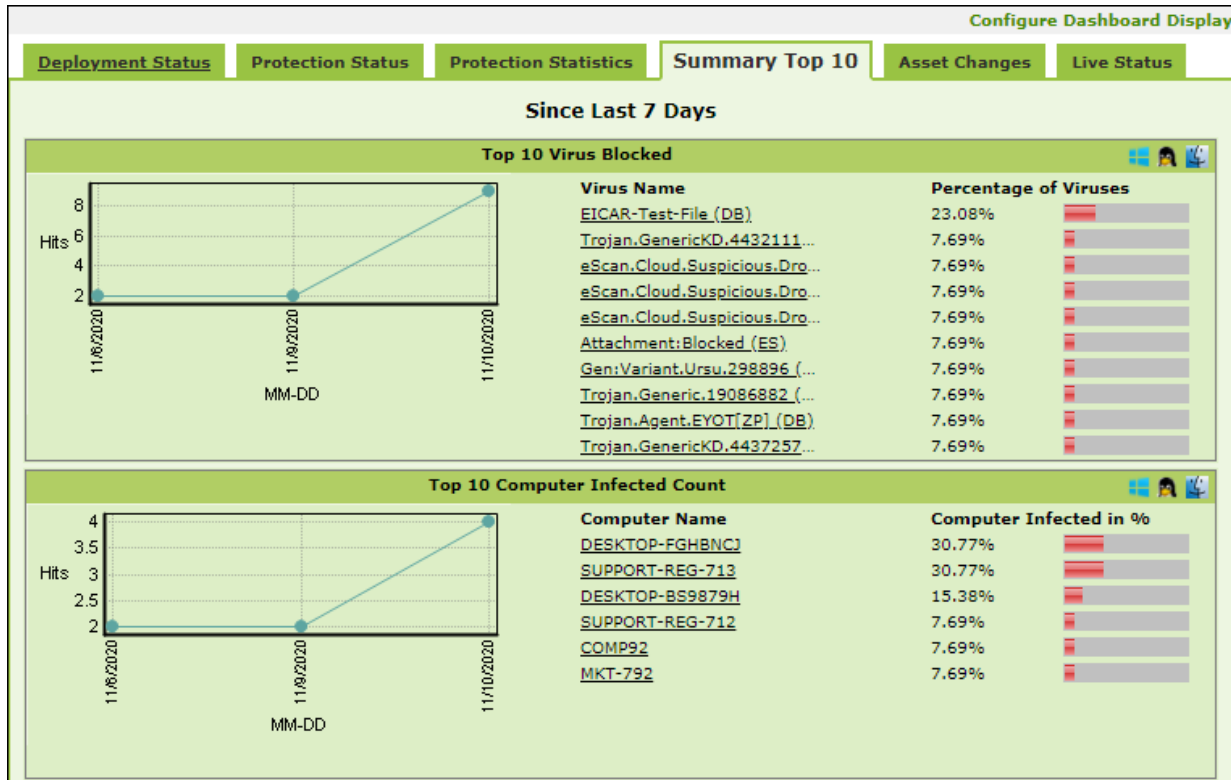 Configure Dashboard Display
Deployment Status Protection Status Protection Statistics Summary Top 10 Asset Changes Live Status
Since Last 7 Days
Top 10 Virus Blocked
8
Hits 6
4
2
11/6/2020 11/9/2020 11/10/2020
MM-DD
Virus Name Percentage of Viruses
EICAR-Test-File (DB) 23.08%
Trojan.GenericKD.4432111... 7.69%
eScan.Cloud.Suspicious.Dro... 7.69%
eScan.Cloud.Suspicious.Dro... 7.69%
eScan.Cloud.Suspicious.Dro... 7.69%
Attachment:Blocked (ES) 7.69%
Gen:Variant.Ursu.298896 (... 7.69%
Trojan.Generic.19086882 (... 7.69%
Trojan.Agent.EYOT[ZP] (DB) 7.69%
Trojan.GenericKD.4437257... 7.69%
Top 10 Computer Infected Count
4
3.5
Hits 3
2.5
2
11/6/2020 11/9/2020 11/10/2020
MM-DD
Computer Name Computer Infected in %
DESKTOP-FGHBNCJ 30.77%
SUPPORT-REG-713 30.77%
DESKTOP-BS9879H 15.38%
SUPPORT-REG-712 7.69%
COMP92 7.69%
MKT-792 7.69%